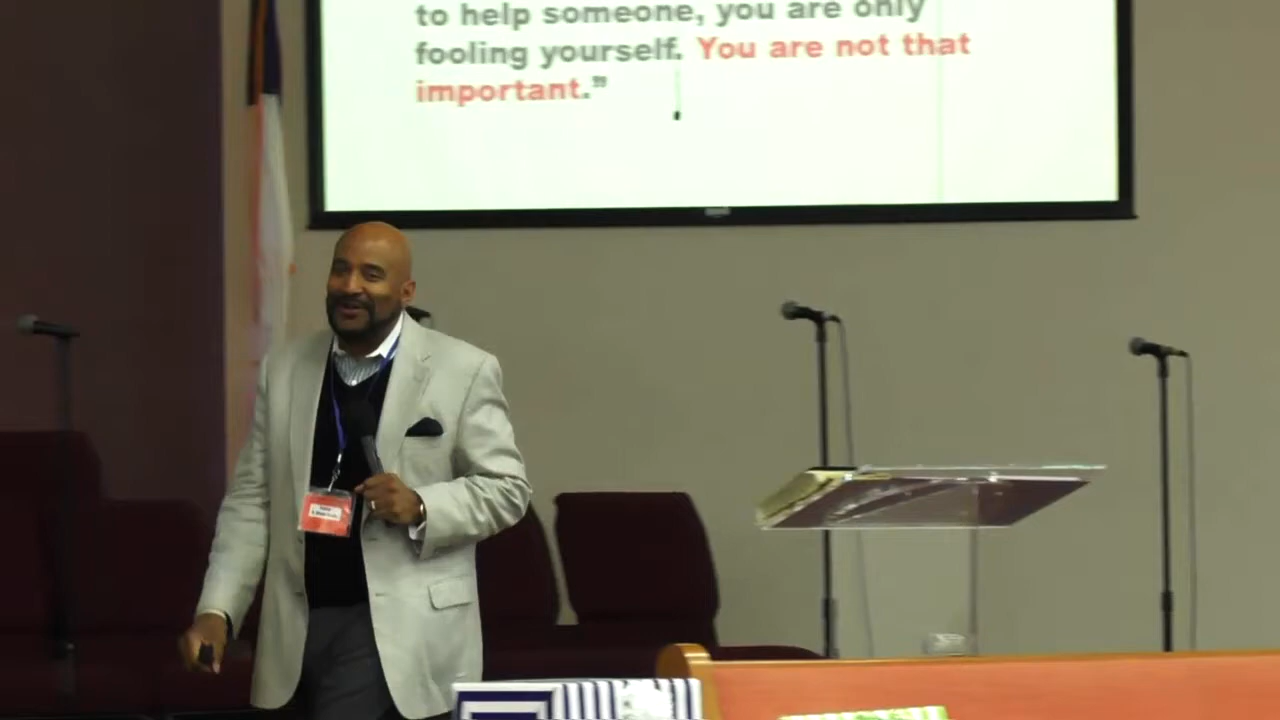 to help someone, you are only
fooling yourself. You are not that
important.”